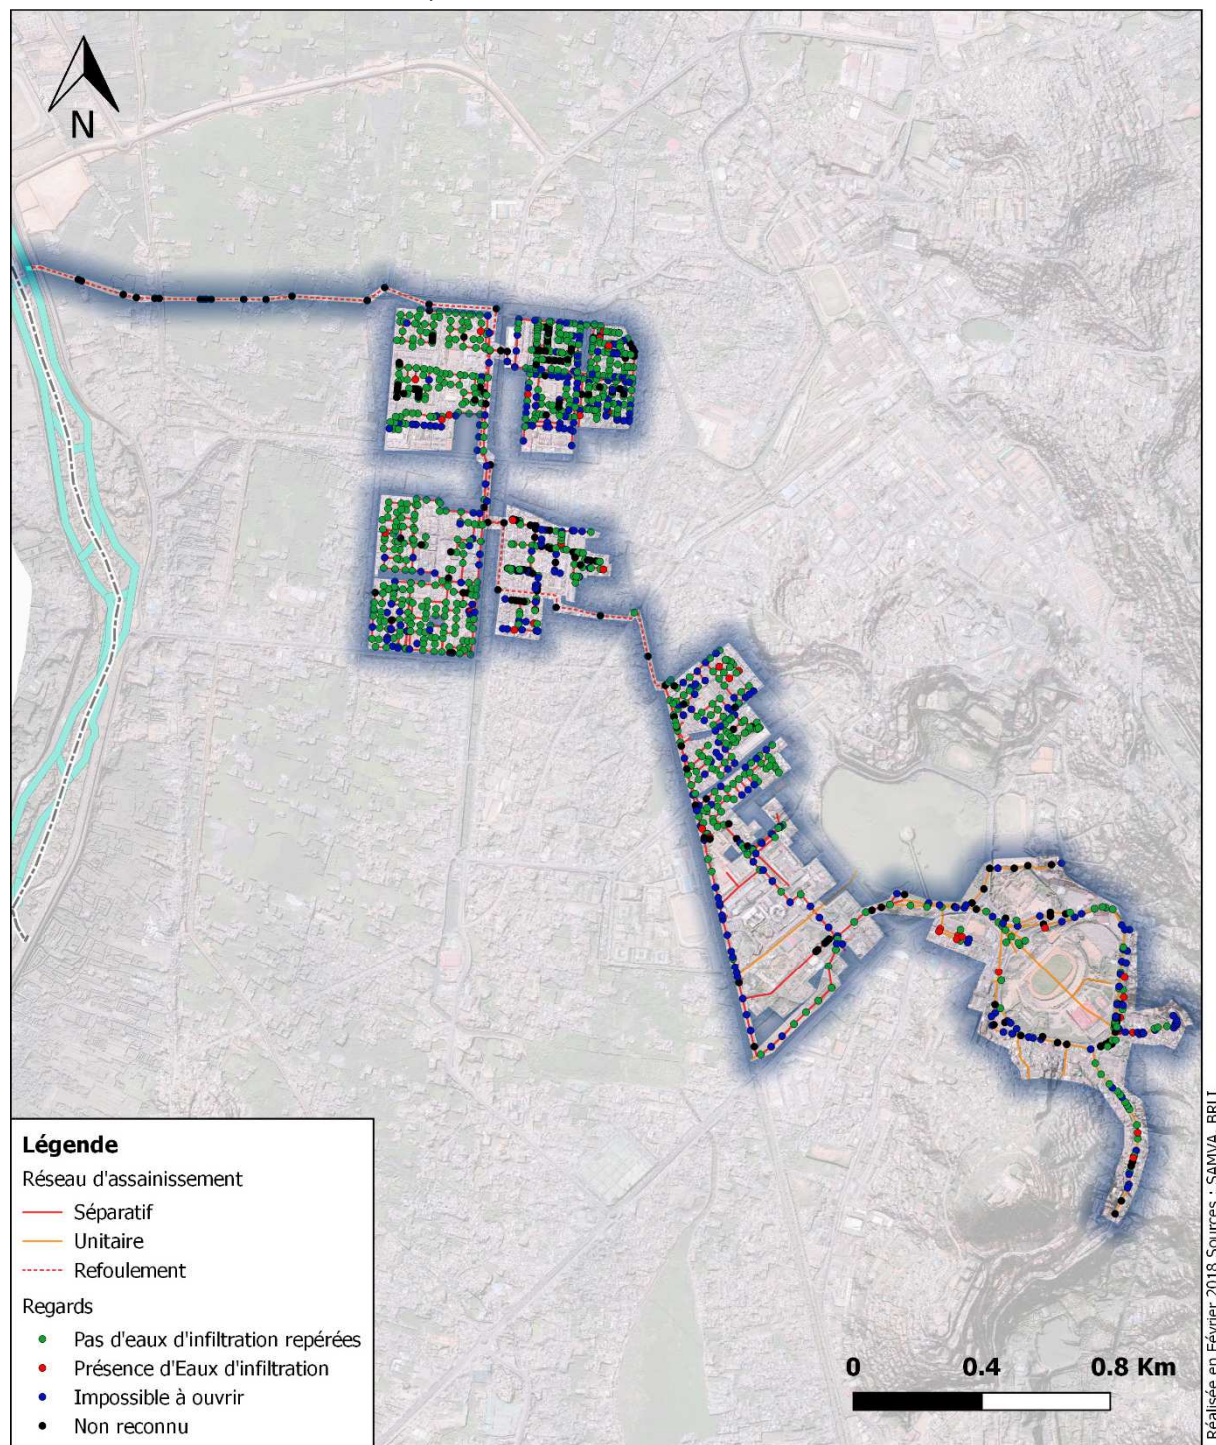 N
Légende
Réseau d'assainissement
Séparatif
Unitaire
Refoulement
Regards
Pas d'eaux d'infiltration repérées
Présence d'Eaux d'infiltration
Impossible à ouvrir
Non reconnu
0 0.4 0.8 Km
Réalisée en Février 2018 Sources : SAMVA, BRLI